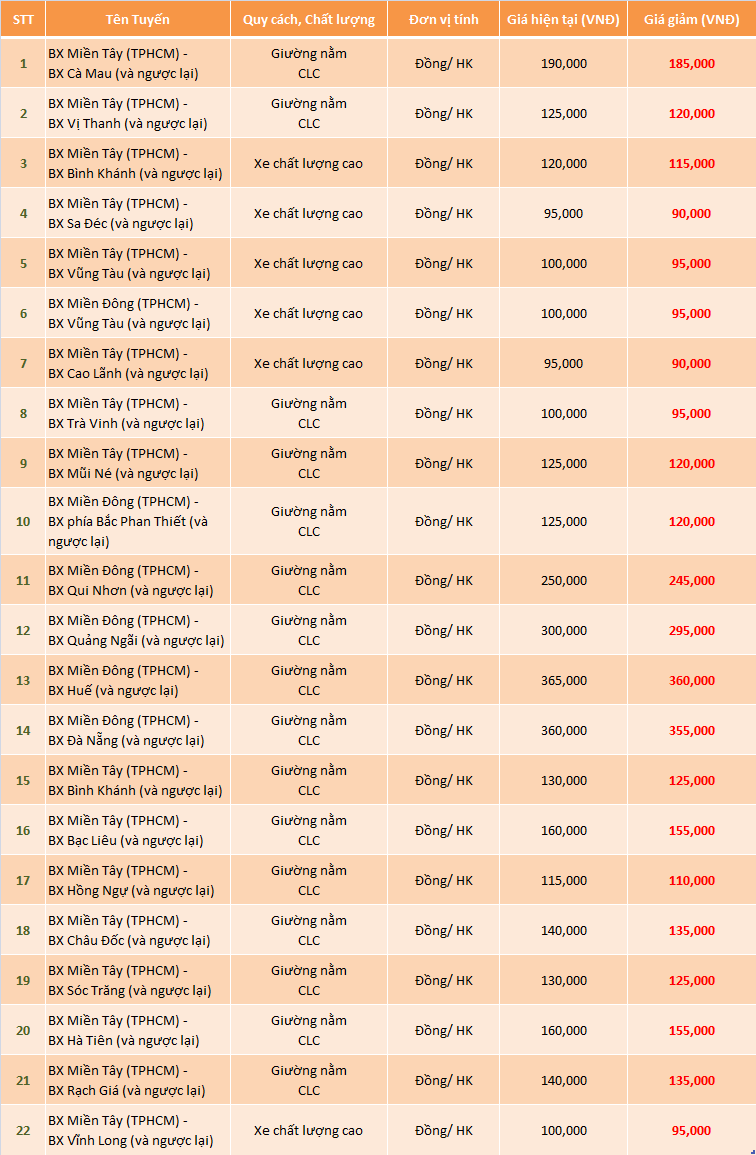 STT Tên Tuyến Quy cách, Chất lượng Đơn vị tính Giá hiện tại (VNĐ) Giá giảm (VNĐ)
1 BX Miền Tây (TPHCM) - Giường nằm Đồng/ HK 190,000 185,000
BX Cà Mau (và ngược lại) CLC
2 BX Miền Tây (TPHCM) - Giường nằm Đồng/ HK 125,000 120,000
BX Vị Thanh (và ngược lại) CLC
3 BX Miền Tây (TPHCM) - Xe chất lượng cao Đồng/ HK 120,000 115,000
BX Bình Khánh (và ngược lại)
4 BX Miền Tây (TPHCM) - Xe chất lượng cao Đồng/ HK 95,000 90,000
BX Sa Đéc (và ngược lại)
5 BX Miền Tây (TPHCM) - Xe chất lượng cao Đồng/ HK 100,000 95,000
BX Vũng Tàu (và ngược lại)
6 BX Miền Đông (TPHCM) - Xe chất lượng cao Đồng/ HK 100,000 95,000
BX Vũng Tàu (và ngược lại)
7 BX Miền Tây (TPHCM) - Xe chất lượng cao Đồng/ HK 95,000 90,000
BX Cao Lãnh (và ngược lại)
8 BX Miền Tây (TPHCM) - Giường nằm Đồng/ HK 100,000 95,000
BX Trà Vinh (và ngược lại) CLC
9 BX Miền Tây (TPHCM) - Giường nằm Đồng/ HK 125,000 120,000
BX Mũi Né (và ngược lại) CLC
10 BX Miền Đông (TPHCM) - Giường nằm Đồng/ HK 125,000 120,000
BX phía Bắc Phan Thiết (và CLC
ngược lại)
11 BX Miền Đông (TPHCM) - Giường nằm Đồng/ HK 250,000 245,000
BX Qui Nhơn (và ngược lại) CLC
12 BX Miền Đông (TPHCM) - Giường nằm Đồng/ HK 300,000 295,000
BX Quảng Ngãi (và ngược lại) CLC
13 BX Miền Đông (TPHCM) - Giường nằm Đồng/ HK 365,000 360,000
BX Huế (và ngược lại) CLC
14 BX Miền Đông (TPHCM) - Giường nằm Đồng/ HK 360,000 355,000
BX Đà Nẵng (và ngược lại) CLC
15 BX Miền Tây (TPHCM) - Giường nằm Đồng/ HK 130,000 125,000
BX Bình Khánh (và ngược lại) CLC
16 BX Miền Tây (TPHCM) - Giường nằm Đồng/ HK 160,000 155,000
BX Bạc Liêu (và ngược lại) CLC
17 BX Miền Tây (TPHCM) - Giường nằm Đồng/ HK 115,000 110,000
BX Hồng Ngự (và ngược lại) CLC
18 BX Miền Tây (TPHCM) - Giường nằm Đồng/ HK 140,000 135,000
BX Châu Đốc (và ngược lại) CLC
19 BX Miền Tây (TPHCM) - Giường nằm Đồng/ HK 130,000 125,000
BX Sóc Trăng (và ngược lại) CLC
20 BX Miền Tây (TPHCM) - Giường nằm Đồng/ HK 160,000 155,000
BX Hà Tiên (và ngược lại) CLC
21 BX Miền Tây (TPHCM) - Giường nằm Đồng/ HK 140,000 135,000
BX Rạch Giá (và ngược lại) CLC
22 BX Miền Tây (TPHCM) - Xe chất lượng cao Đồng/ HK 100,000 95,000
BX Vĩnh Long (và ngược lại)